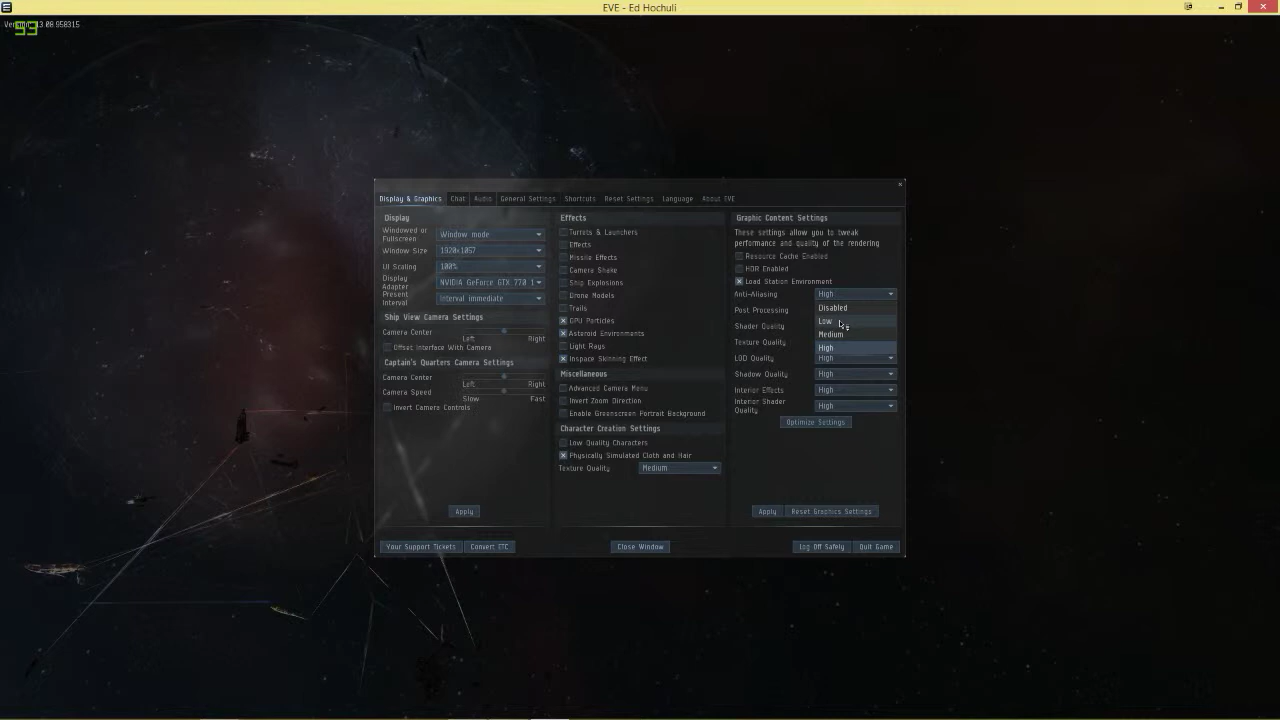 EVE - Ed Hochuli
53
Display & Graphics Chat Audio General Settings Shortcuts Reset Settings Language About EVE
Display
Windowed or Fullscreen Window mode
Window Size 1920x1057
UI Scaling 100%
Display Adapter NVIDIA GeForce GTX 770 1
Present Interval Interval immediate
Ship View Camera Settings
Camera Center
Left Right
Offset Interface With Camera
Captain's Quarters Camera Settings
Camera Center
Left Right
Camera Speed
Slow Fast
Invert Camera Controls
Apply
Effects
Turrets & Launchers
Effects
Missile Effects
Camera Shake
Ship Explosions
Drone Models
Trails
GPU Particles
Asteroid Environments
Light Rays
Inspace Skinning Effect
Miscellaneous
Advanced Camera Menu
Invert Zoom Direction
Enable Greenscreen Portrait Background
Character Creation Settings
Low Quality Characters
Physically Simulated Cloth and Hair
Texture Quality Medium
Graphic Content Settings
These settings allow you to tweak
performance and quality of the rendering
Resource Cache Enabled
HDR Enabled
Load Station Environment
Anti-Aliasing High
Disabled
Post Processing
Low
Shader Quality
Medium
Texture Quality
High
LOD Quality High
Shadow Quality High
Interior Effects High
Interior Shader Quality High
Optimize Settings
Apply Reset Graphics Settings
Your Support Tickets Convert ETC Close Window Log Off Safely Quit Game